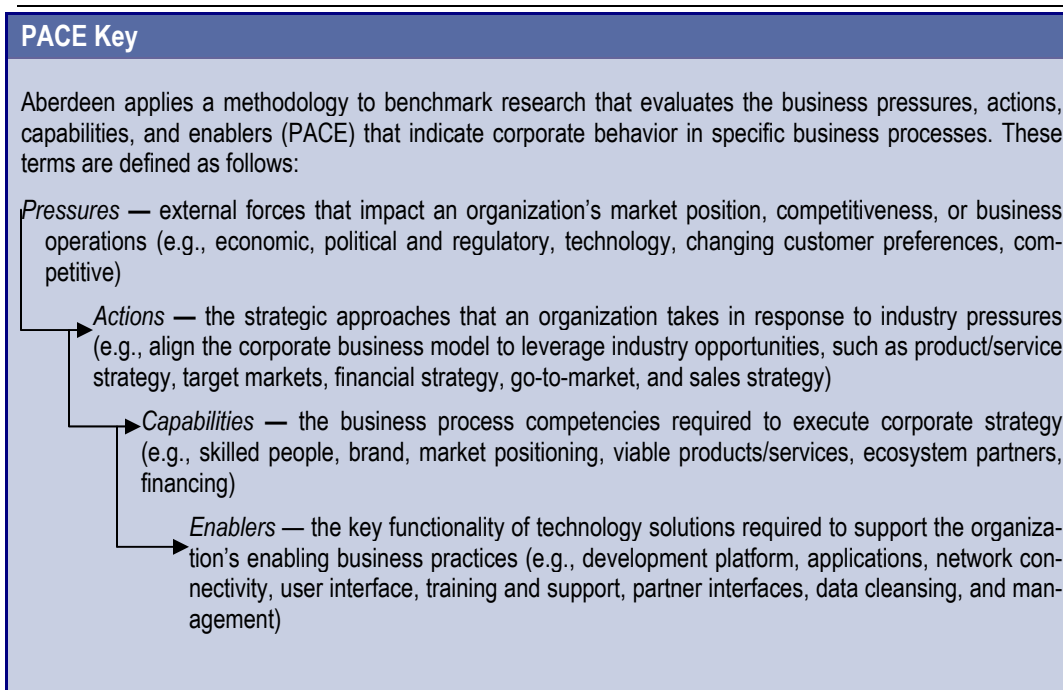 PACE Key
Aberdeen applies a methodology to benchmark research that evaluates the business pressures, actions,
capabilities, and enablers (PACE) that indicate corporate behavior in specific business processes. These
terms are defined as follows:
Pressures — external forces that impact an organization’s market position, competitiveness, or business
operations (e.g., economic, political and regulatory, technology, changing customer preferences, com-
petitive)
Actions — the strategic approaches that an organization takes in response to industry pressures
(e.g., align the corporate business model to leverage industry opportunities, such as product/service
strategy, target markets, financial strategy, go-to-market, and sales strategy)
Capabilities — the business process competencies required to execute corporate strategy
(e.g., skilled people, brand, market positioning, viable products/services, ecosystem partners,
financing)
Enablers — the key functionality of technology solutions required to support the organiza-
tion’s enabling business practices (e.g., development platform, applications, network con-
nectivity, user interface, training and support, partner interfaces, data cleansing, and man-
agement)